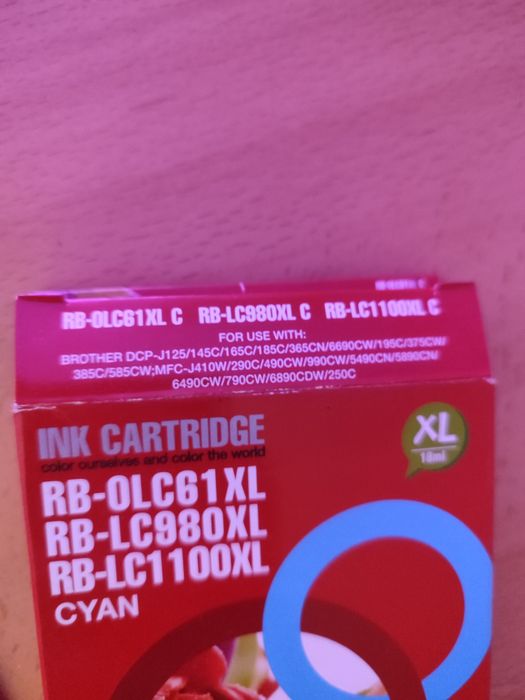 RB-0LC61XL C RB-LC980XL C RB-LC1100XL C
FOR USE WITH:
BROTHER DCP-J125/145C/165C/185C/365CN/6690CW/195C/375CW/
385C/585CW;MFC-J410W/290C/490CW/990CW/5490CN/5890CN/
6490CW/790CW/6890CDW/250C
INK CARTRIDGE
color ourselves and color the world
XL
18ml
RB-0LC61XL
RB-LC980XL
RB-LC1100XL
CYAN